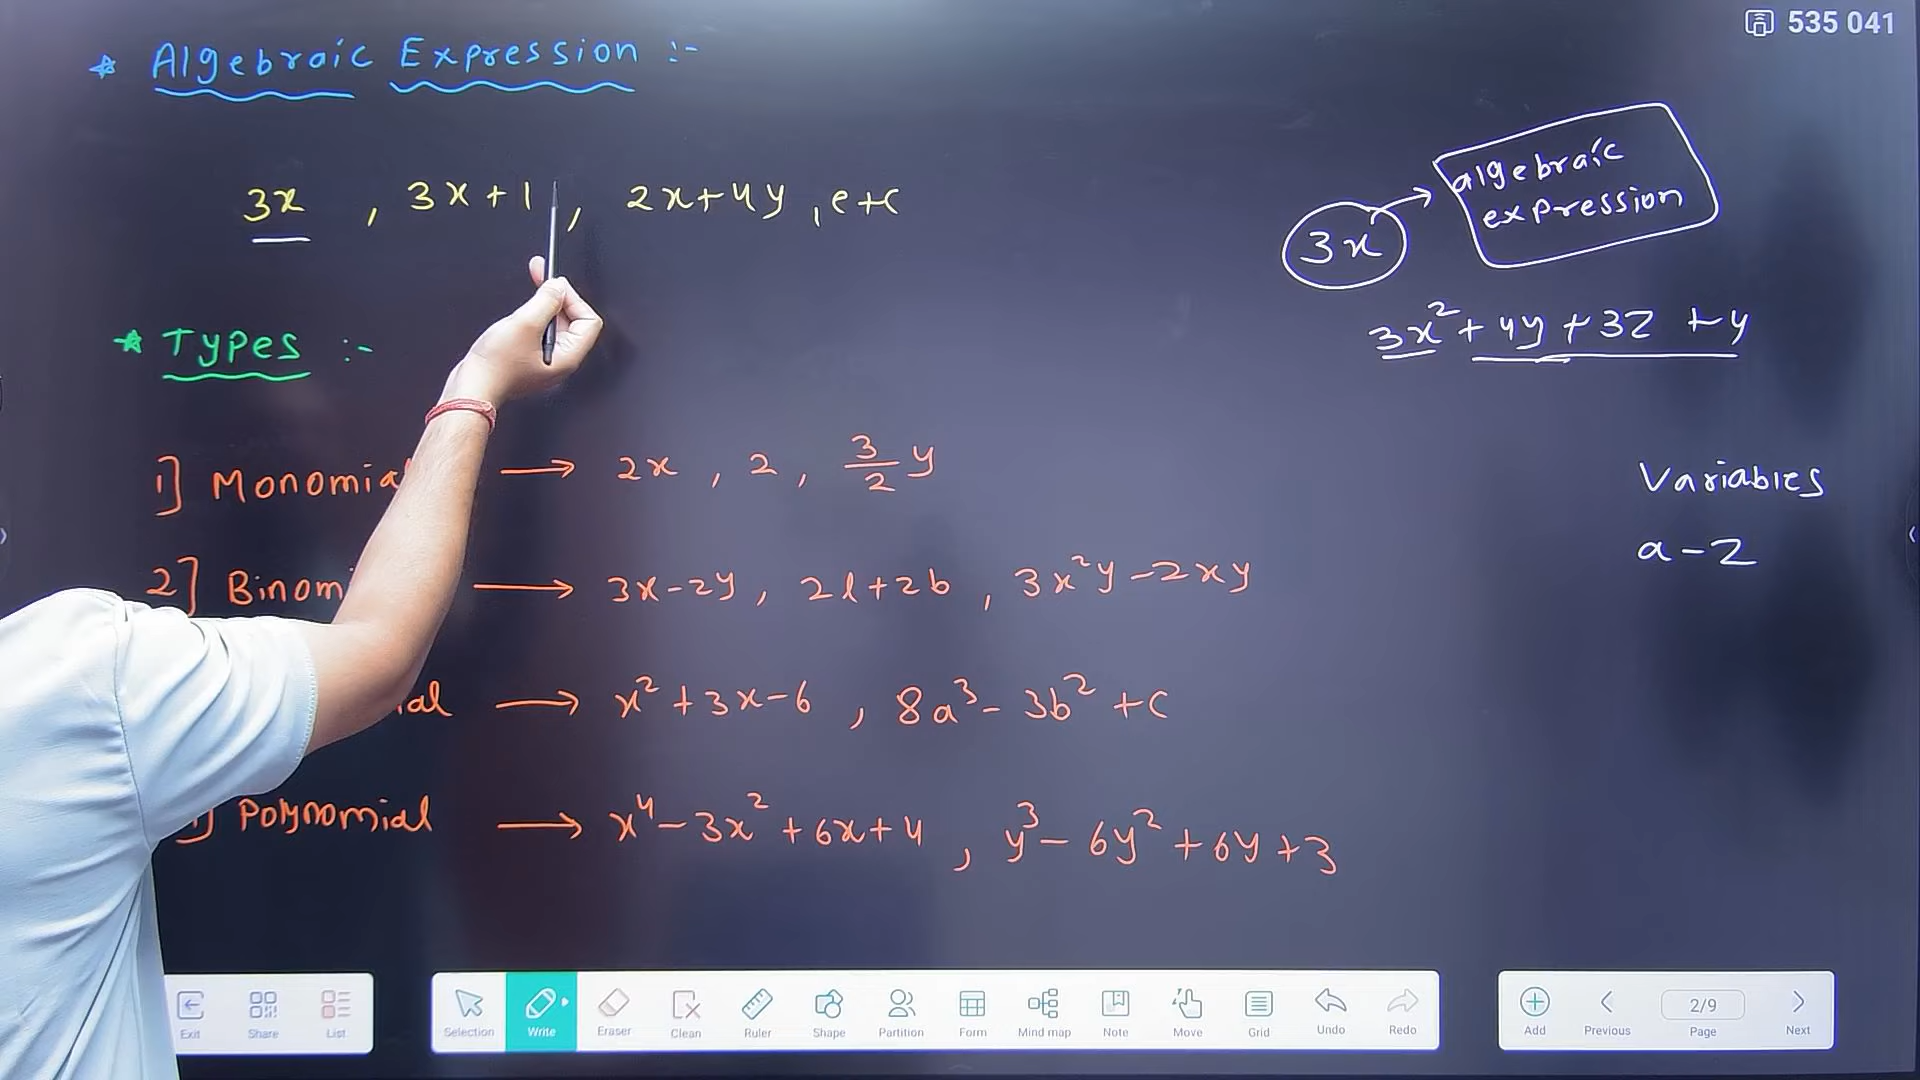 535 041
* Algebraic Expression :-
3x , 3x+1 , 2x+4y , etc
algebraic
expression
3x
3x²+4y+3z+y
* Types :-
1] Monomial → 2x , 2 , 3/2 y
Variables
a-z
2] Binomi → 3x-2y , 2l+2b , 3x²y-2xy
ial → x²+3x-6 , 8a³-3b²+c
] Polynomial → x⁴-3x²+6x+4 , y³-6y²+6y+3
Exit Share List Selection Write Eraser Clean Ruler Shape Partition Form Mind map Note Move Grid Undo Redo Add Previous 2/9 Page Next